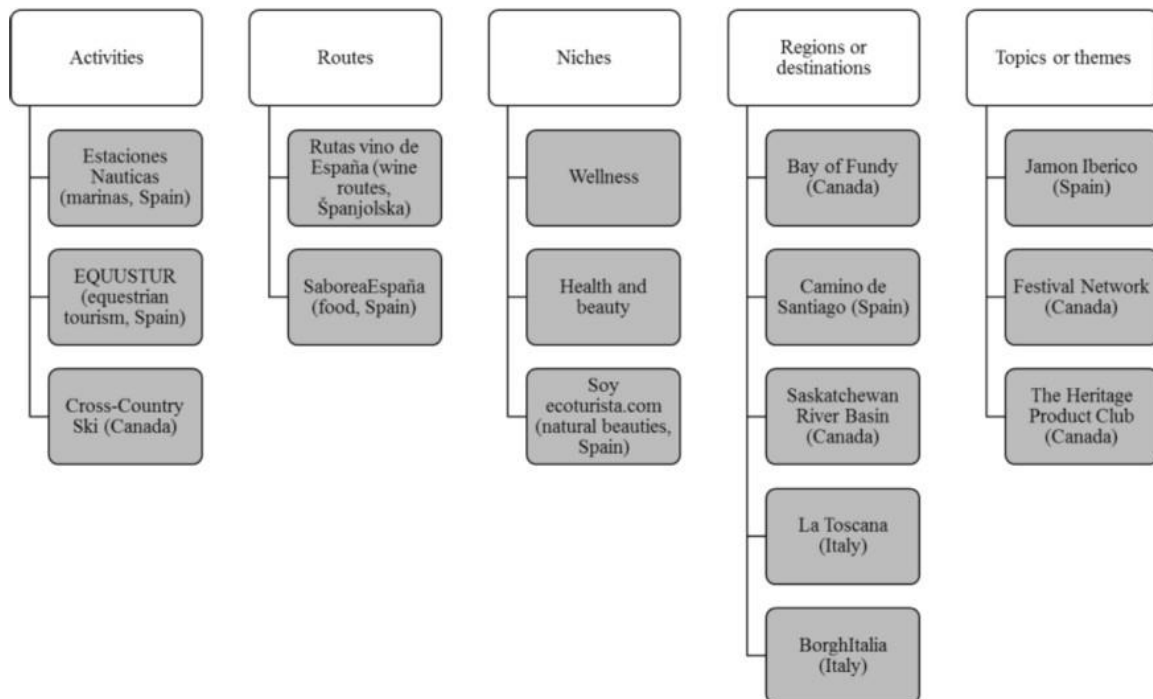 Activities
Estaciones
Nauticas
(marinas, Spain)
EQUUSTUR
(equestrian
tourism, Spain)
Cross-Country
Ski (Canada)
Routes
Rutas vino de
España (wine
routes,
Španjolska)
SaboreaEspaña
(food, Spain)
Niches
Wellness
Health and
beauty
Soy
ecoturista.com
(natural beauties,
Spain)
Regions or
destinations
Bay of Fundy
(Canada)
Camino de
Santiago (Spain)
Saskatchewan
River Basin
(Canada)
La Toscana
(Italy)
BorghItalia
(Italy)
Topics or themes
Jamon Iberico
(Spain)
Festival Network
(Canada)
The Heritage
Product Club
(Canada)